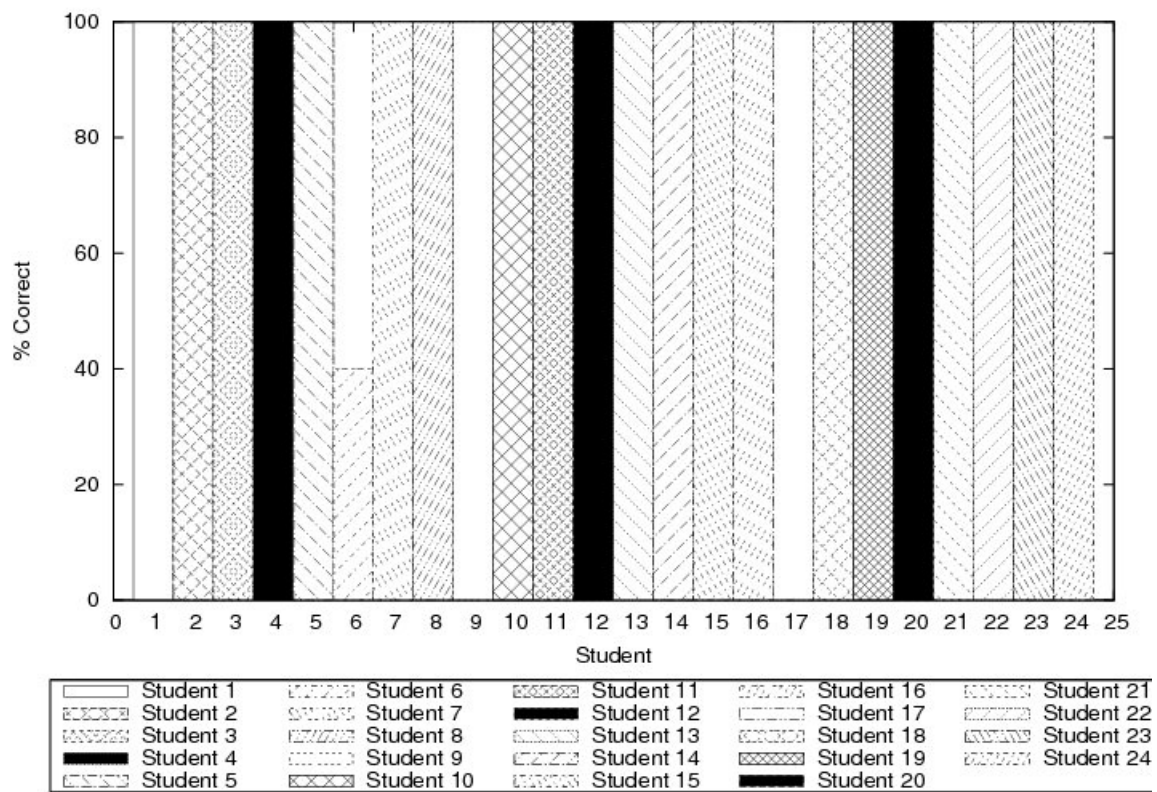 100
80
60
40
20
0
% Correct
0 1 2 3 4 5 6 7 8 9 10 11 12 13 14 15 16 17 18 19 20 21 22 23 24 25
Student
Student 1 Student 6 Student 11 Student 16 Student 21
Student 2 Student 7 Student 12 Student 17 Student 22
Student 3 Student 8 Student 13 Student 18 Student 23
Student 4 Student 9 Student 14 Student 19 Student 24
Student 5 Student 10 Student 15 Student 20